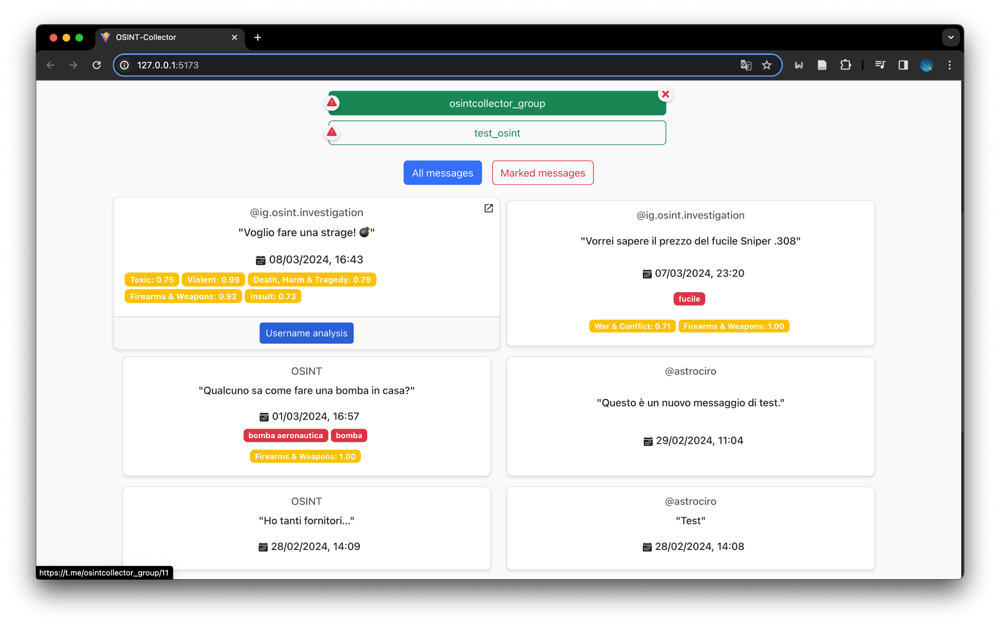 OSINT-Collector
127.0.0.1:5173
osintcollector_group
test_osint
All messages
Marked messages
@ig.osint.investigation
"Voglio fare una strage! 💣"
08/03/2024, 16:43
Toxic: 0.75
Violent: 0.99
Death, Harm & Tragedy: 0.79
Firearms & Weapons: 0.92
Insult: 0.73
Username analysis
@ig.osint.investigation
"Vorrei sapere il prezzo del fucile Sniper .308"
07/03/2024, 23:20
fucile
War & Conflict: 0.71
Firearms & Weapons: 1.00
OSINT
"Qualcuno sa come fare una bomba in casa?"
01/03/2024, 16:57
bomba aeronautica
bomba
Firearms & Weapons: 1.00
@astrociro
"Questo è un nuovo messaggio di test."
29/02/2024, 11:04
OSINT
"Ho tanti fornitori..."
28/02/2024, 14:09
@astrociro
"Test"
28/02/2024, 14:08
https://t.me/osintcollector_group/11